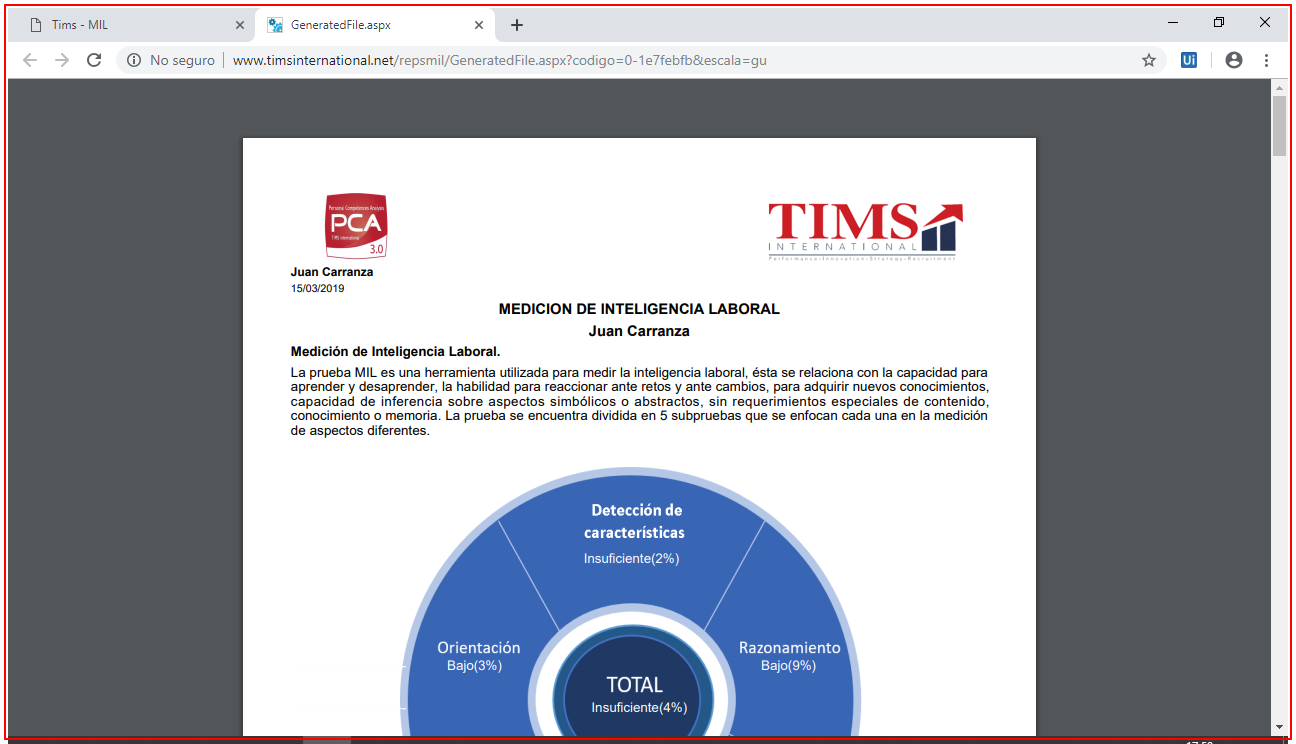 Tims - MIL
GeneratedFile.aspx
No seguro
www.timsinternational.net/repsmil/GeneratedFile.aspx?codigo=0-1e7febfb&escala=gu
Ui
Personal Competences Analysis
PCA
TIMS International
3.0
TIMS
INTERNATIONAL
Performance-Innovation-Strategy-Recruitment
Juan Carranza
15/03/2019
MEDICION DE INTELIGENCIA LABORAL
Juan Carranza
Medición de Inteligencia Laboral.
La prueba MIL es una herramienta utilizada para medir la inteligencia laboral, ésta se relaciona con la capacidad para
aprender y desaprender, la habilidad para reaccionar ante retos y ante cambios, para adquirir nuevos conocimientos,
capacidad de inferencia sobre aspectos simbólicos o abstractos, sin requerimientos especiales de contenido,
conocimiento o memoria. La prueba se encuentra dividida en 5 subpruebas que se enfocan cada una en la medición
de aspectos diferentes.
Detección de
características
Insuficiente(2%)
Orientación
Bajo(3%)
Razonamiento
Bajo(9%)
TOTAL
Insuficiente(4%)